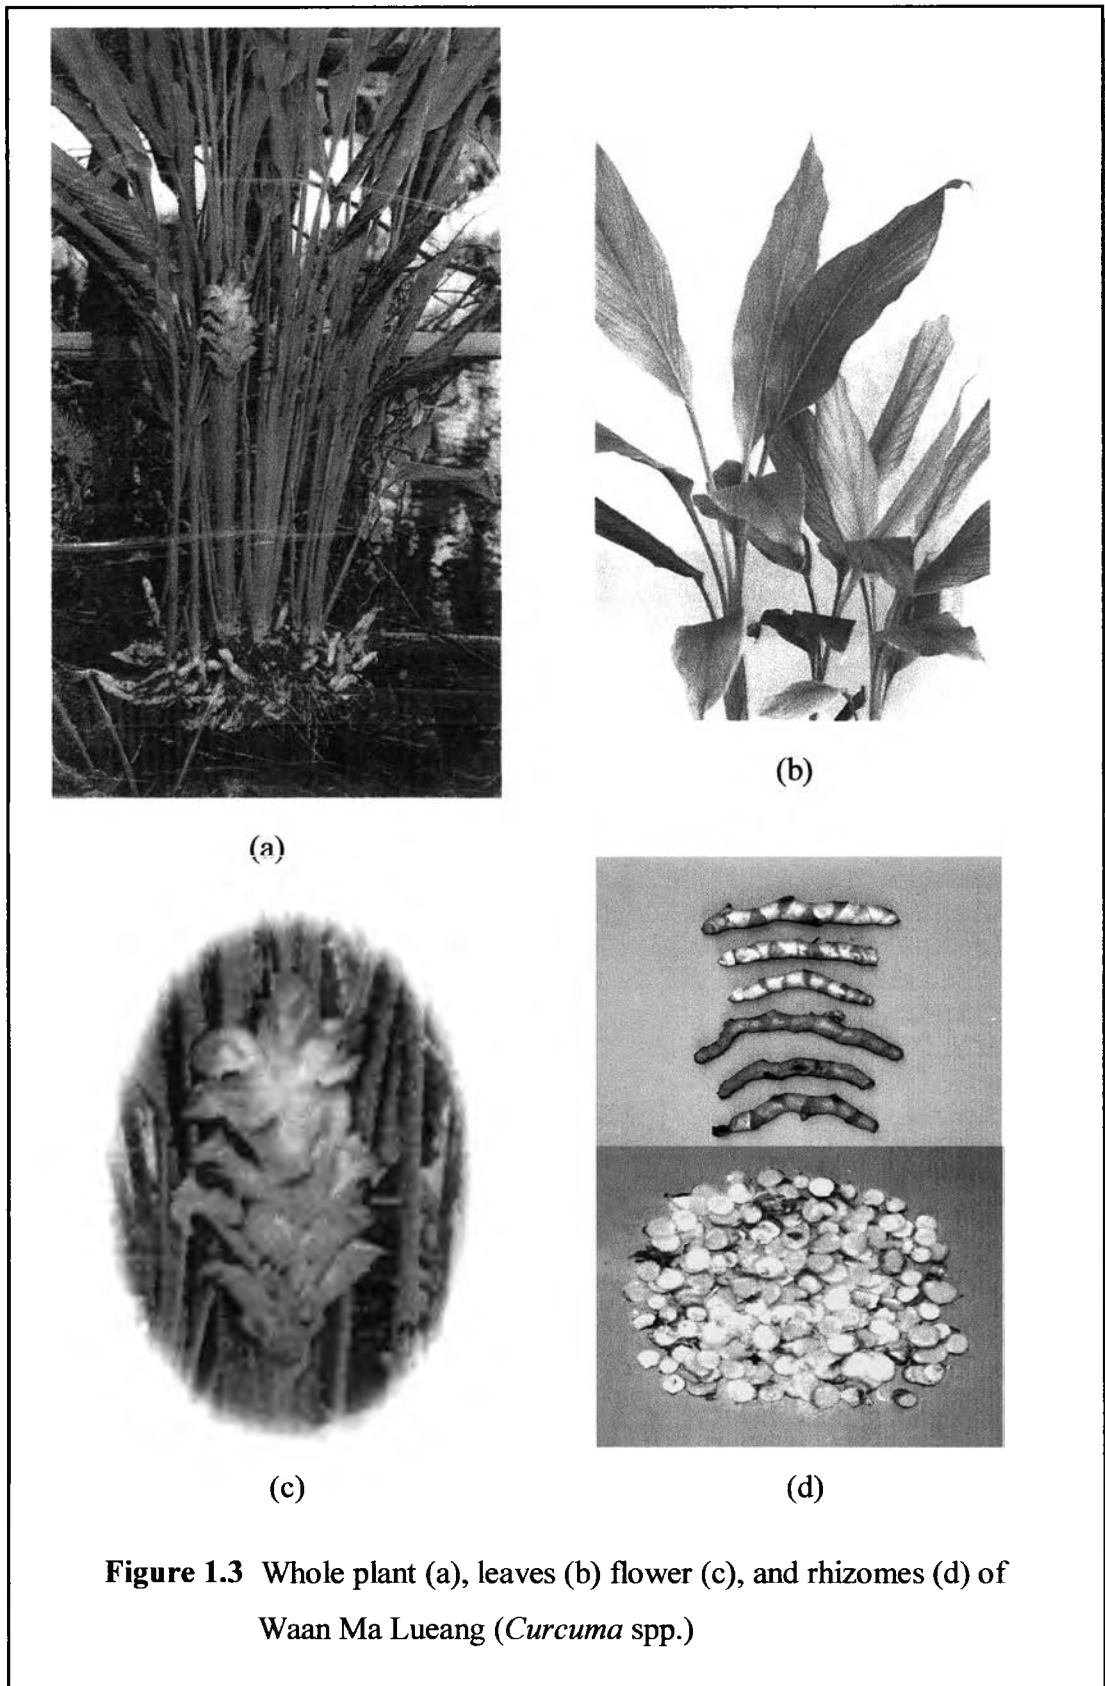 (a)
(b)
(c)
(d)
Figure 1.3 Whole plant (a), leaves (b) flower (c), and rhizomes (d) of
Waan Ma Lueang (Curcuma spp.)